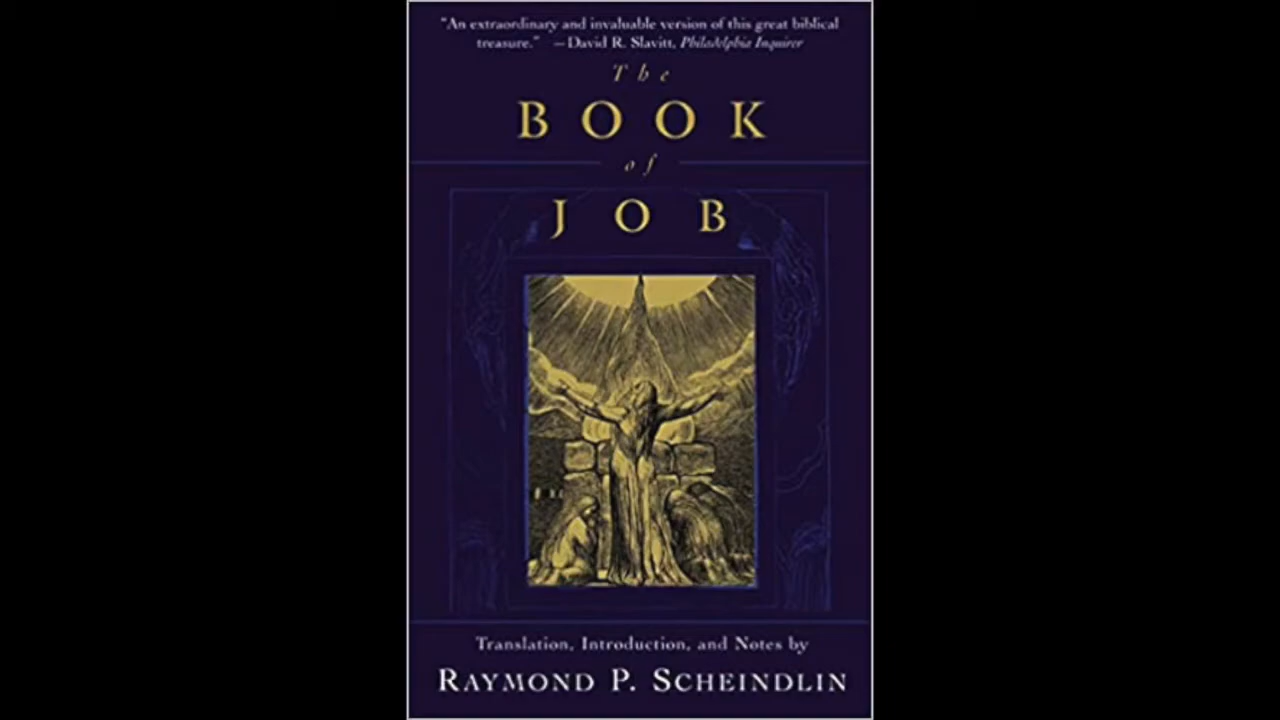 "An extraordinary and invaluable version of this great biblical
treasure." —David R. Slavitt, Philadelphia Inquirer
The
BOOK
of
JOB
Translation, Introduction, and Notes by
RAYMOND P. SCHEINDLIN